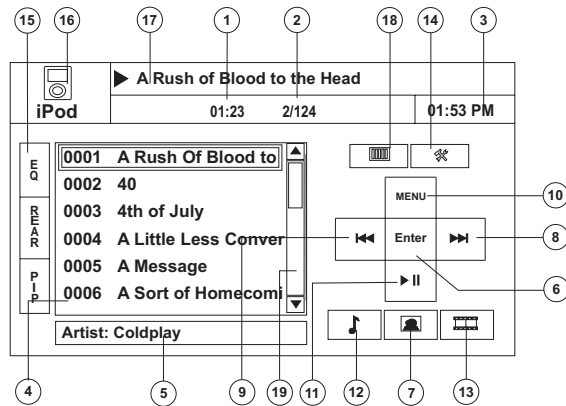 15 16 17 1 2 18 14 3
A Rush of Blood to the Head
iPod
01:23 2/124 01:53 PM
EQ
REAR
PIP
0001 A Rush Of Blood to
0002 40
0003 4th of July
0004 A Little Less Conver
0005 A Message
0006 A Sort of Homecomi
Artist: Coldplay
MENU
Enter
10
8
6
4 5 9 19 11 12 7 13